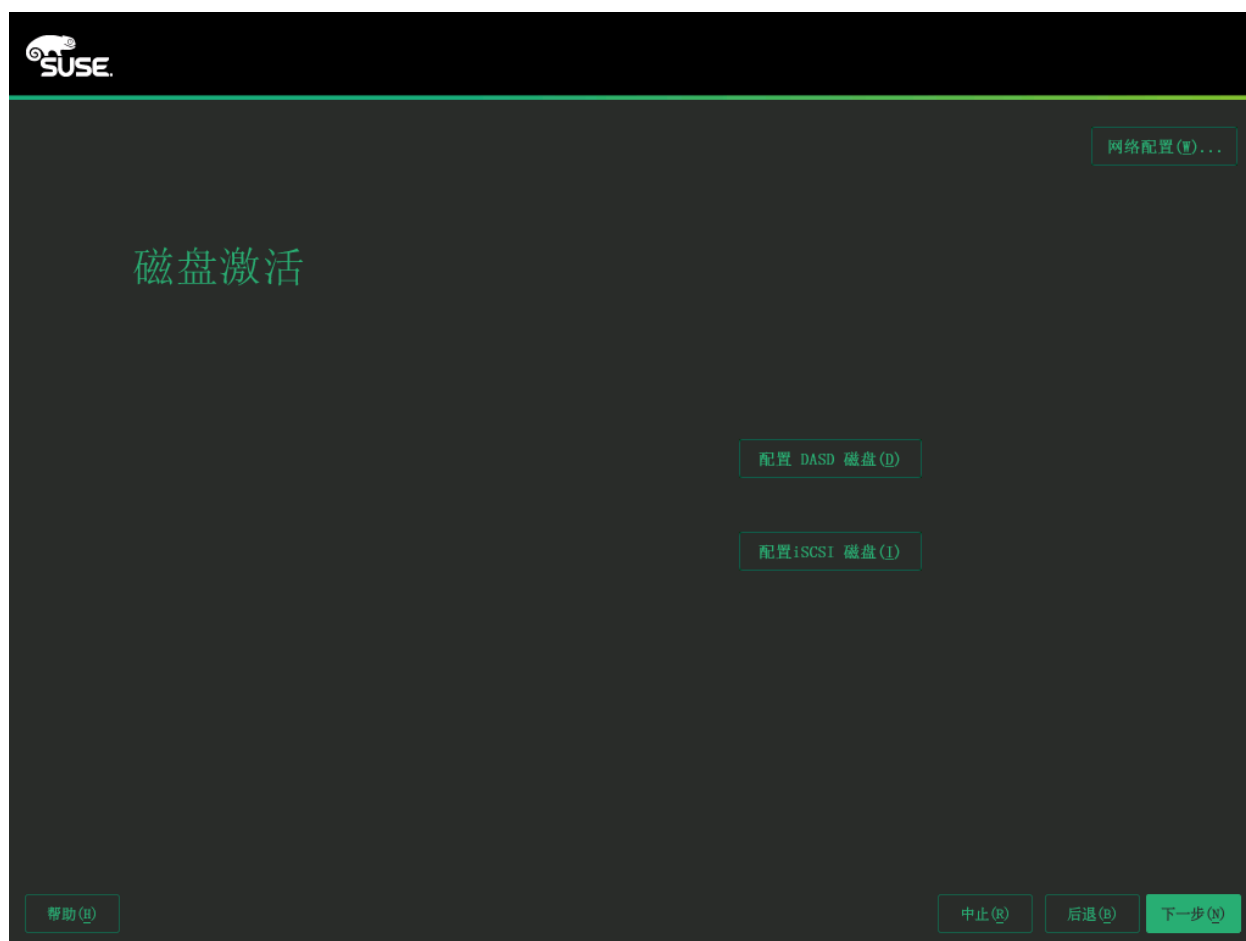 SUSE.
网络配置(W)...
磁盘激活
配置 DASD 磁盘(D)
配置iSCSI 磁盘(I)
帮助(H) 中止(R) 后退(B) 下一步(N)